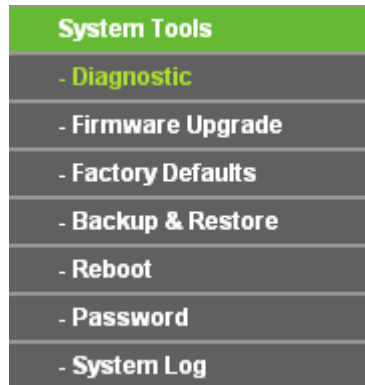 System Tools
- Diagnostic
- Firmware Upgrade
- Factory Defaults
- Backup & Restore
- Reboot
- Password
- System Log